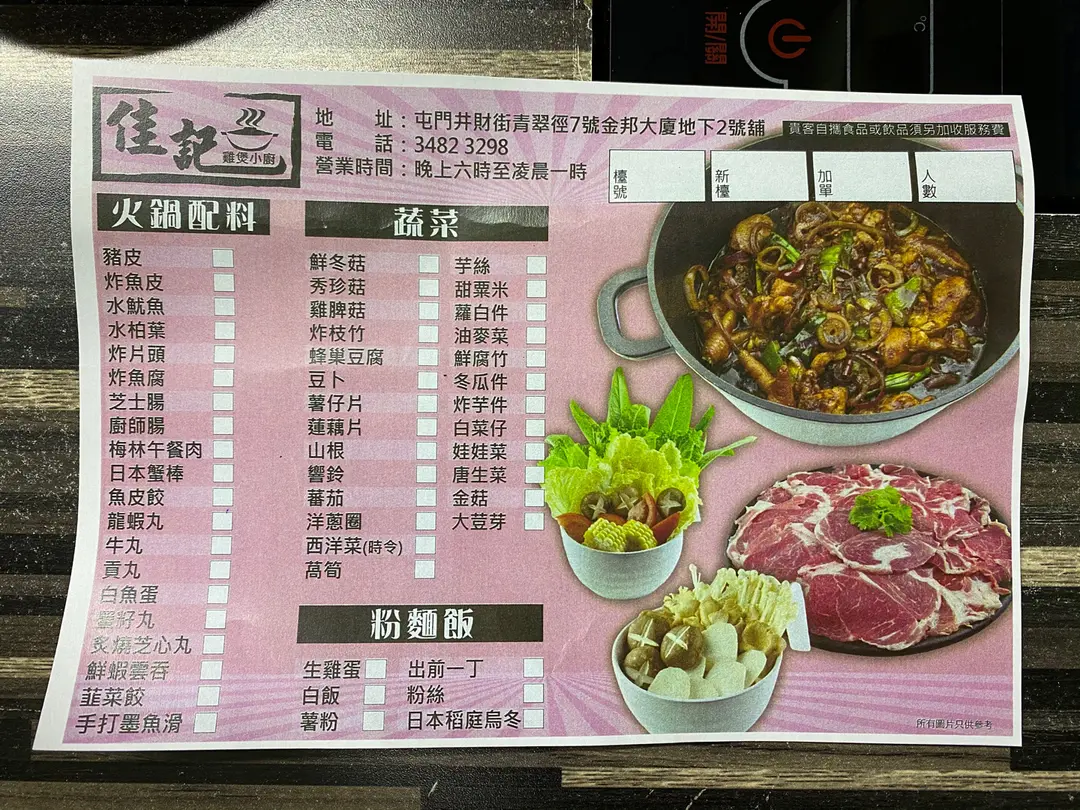 開/關
°C
佳記
雞煲小廚
地 址：屯門井財街青翠徑7號金邦大廈地下2號舖
電 話：3482 3298
營業時間：晚上六時至凌晨一時
貴客自攜食品或飲品須另加收服務費
檯號
新檯
加單
人數
火鍋配料
豬皮
炸魚皮
水魷魚
水柏葉
炸片頭
炸魚腐
芝士腸
廚師腸
梅林午餐肉
日本蟹棒
魚皮餃
龍蝦丸
牛丸
貢丸
白魚蛋
墨籽丸
炙燒芝心丸
鮮蝦雲吞
韮菜餃
手打墨魚滑
蔬菜
鮮冬菇
秀珍菇
雞脾菇
炸枝竹
蜂巢豆腐
豆卜
薯仔片
蓮藕片
山根
響鈴
蕃茄
洋蔥圈
西洋菜(時令)
萵筍
芋絲
甜粟米
蘿白件
油麥菜
鮮腐竹
冬瓜件
炸芋件
白菜仔
娃娃菜
唐生菜
金菇
大荳芽
粉麵飯
生雞蛋
白飯
薯粉
出前一丁
粉絲
日本稻庭烏冬
所有圖片只供參考